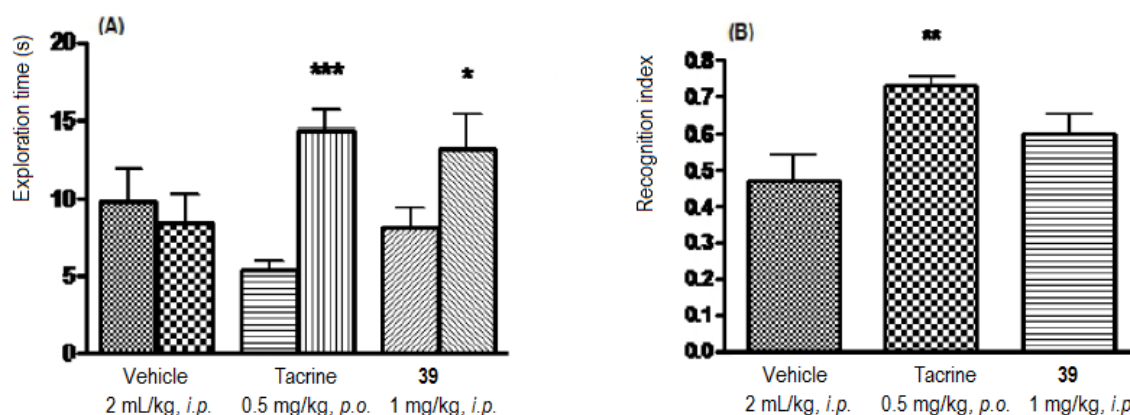 (A)
Exploration time (s)
20
15
10
5
0
***
*
Vehicle Tacrine 39
2 mL/kg, i.p. 0.5 mg/kg, p.o. 1 mg/kg, i.p.
(B)
Recognition index
0.8
0.7
0.6
0.5
0.4
0.3
0.2
0.1
0.0
**
Vehicle Tacrine 39
2 mL/kg, i.p. 0.5 mg/kg, p.o. 1 mg/kg, i.p.